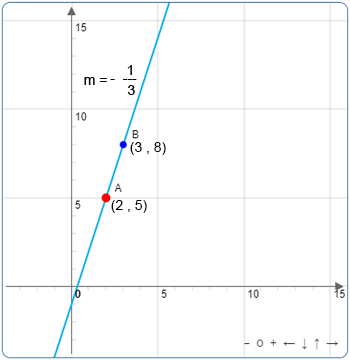 15
m = - 1/3
10
B
(3 , 8)
A
5
(2 , 5)
0 5 10 15
- o + ← ↓ ↑ →